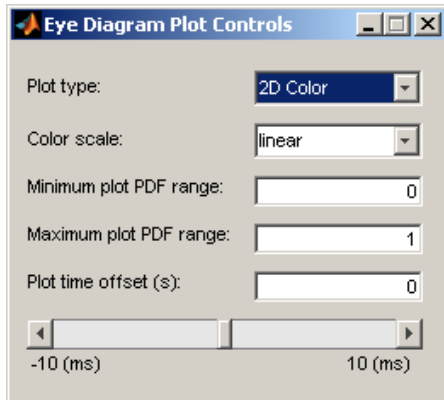 Eye Diagram Plot Controls
Plot type: 2D Color
Color scale: linear
Minimum plot PDF range: 0
Maximum plot PDF range: 1
Plot time offset (s): 0
-10 (ms) 10 (ms)